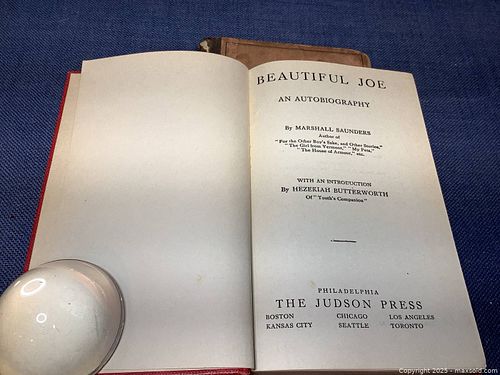 BEAUTIFUL JOE
AN AUTOBIOGRAPHY
By MARSHALL SAUNDERS
Author of
"For the Other Boy's Sake, and Other Stories,"
"The Girl from Vermont," "My Pets,"
"The House of Armour," etc.
WITH AN INTRODUCTION
By HEZEKIAH BUTTERWORTH
Of "Youth's Companion"
PHILADELPHIA
THE JUDSON PRESS
BOSTON CHICAGO LOS ANGELES
KANSAS CITY SEATTLE TORONTO
Copyright 2025 - maxsold.com